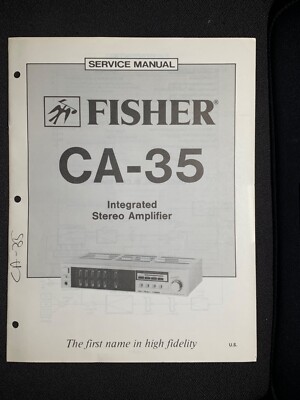 SERVICE MANUAL
FISHER®
CA-35
Integrated
Stereo Amplifier
CA-35
The first name in high fidelity